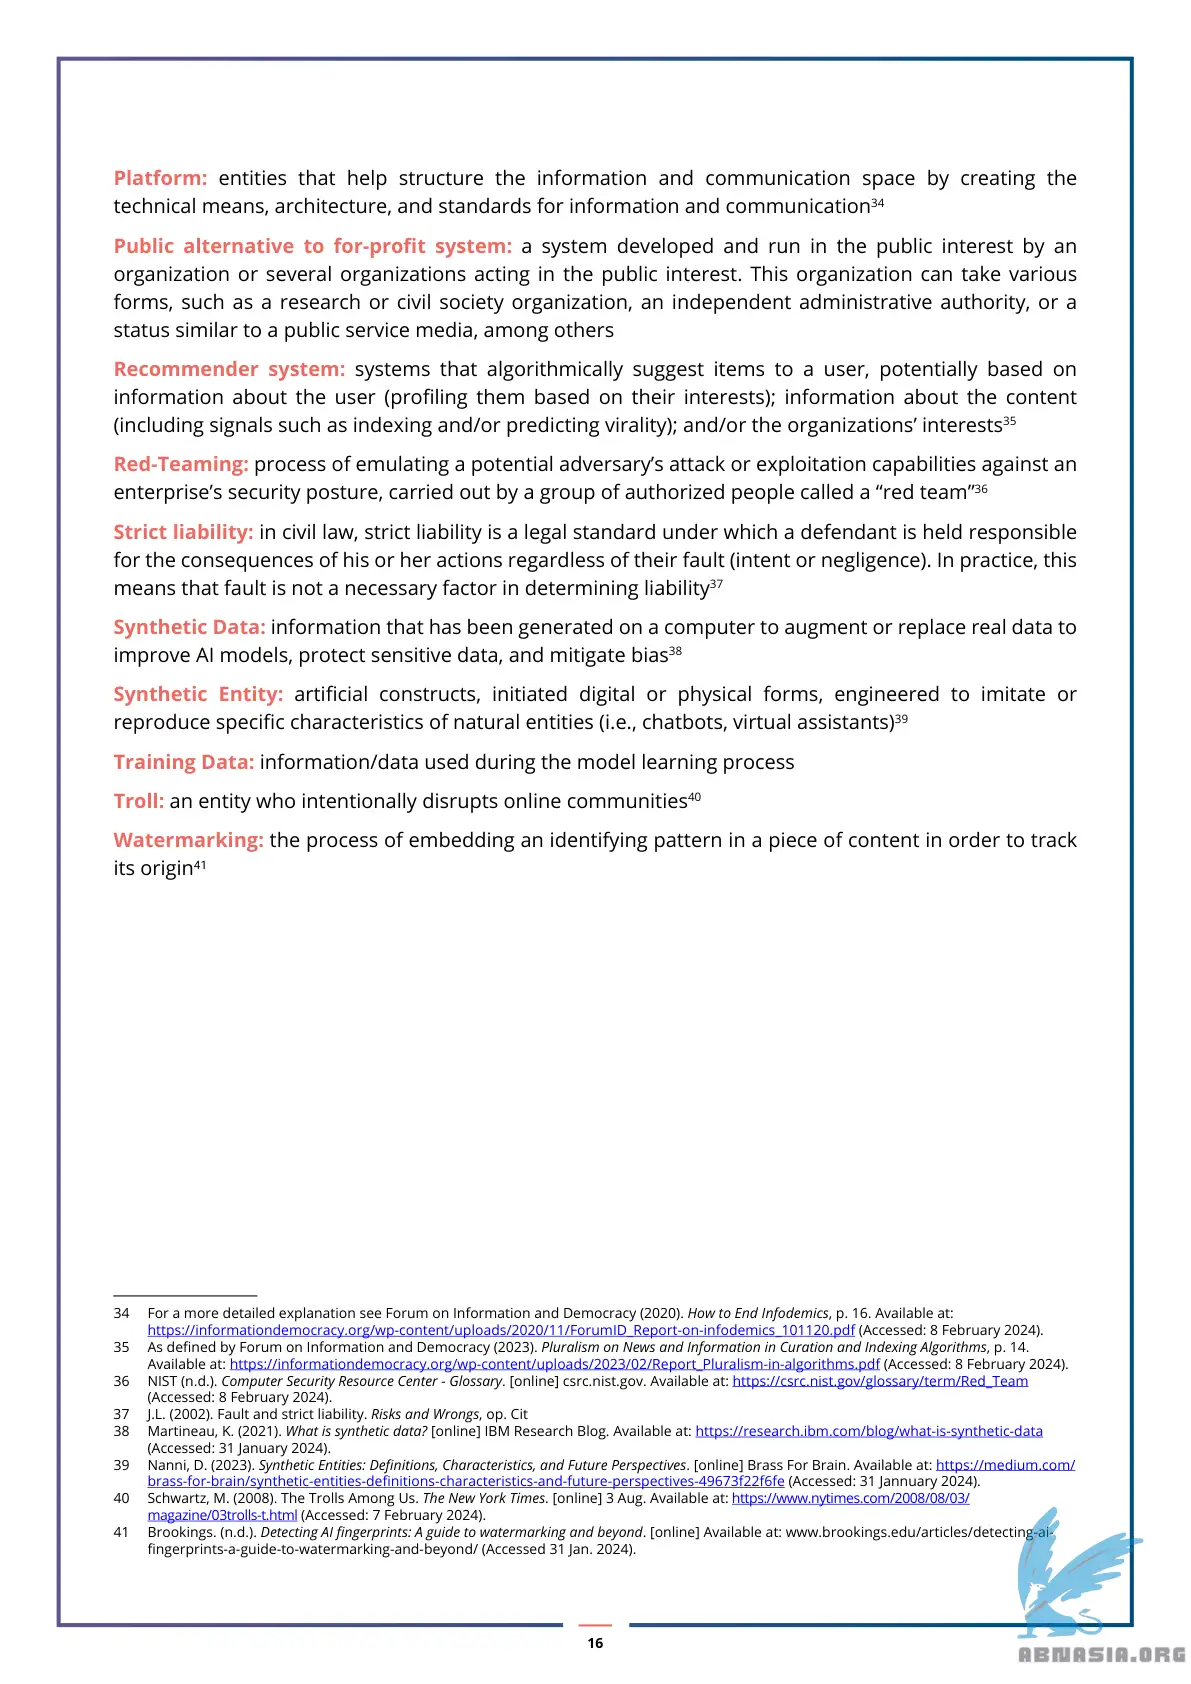 Platform: entities that help structure the information and communication space by creating the
technical means, architecture, and standards for information and communication34
Public alternative to for-profit system: a system developed and run in the public interest by an
organization or several organizations acting in the public interest. This organization can take various
forms, such as a research or civil society organization, an independent administrative authority, or a
status similar to a public service media, among others
Recommender system: systems that algorithmically suggest items to a user, potentially based on
information about the user (profiling them based on their interests); information about the content
(including signals such as indexing and/or predicting virality); and/or the organizations’ interests35
Red-Teaming: process of emulating a potential adversary’s attack or exploitation capabilities against an
enterprise’s security posture, carried out by a group of authorized people called a “red team”36
Strict liability: in civil law, strict liability is a legal standard under which a defendant is held responsible
for the consequences of his or her actions regardless of their fault (intent or negligence). In practice, this
means that fault is not a necessary factor in determining liability37
Synthetic Data: information that has been generated on a computer to augment or replace real data to
improve AI models, protect sensitive data, and mitigate bias38
Synthetic Entity: artificial constructs, initiated digital or physical forms, engineered to imitate or
reproduce specific characteristics of natural entities (i.e., chatbots, virtual assistants)39
Training Data: information/data used during the model learning process
Troll: an entity who intentionally disrupts online communities40
Watermarking: the process of embedding an identifying pattern in a piece of content in order to track
its origin41
34 For a more detailed explanation see Forum on Information and Democracy (2020). How to End Infodemics, p. 16. Available at:
https://informationdemocracy.org/wp-content/uploads/2020/11/ForumID_Report-on-infodemics_101120.pdf (Accessed: 8 February 2024).
35 As defined by Forum on Information and Democracy (2023). Pluralism on News and Information in Curation and Indexing Algorithms, p. 14.
Available at: https://informationdemocracy.org/wp-content/uploads/2023/02/Report_Pluralism-in-algorithms.pdf (Accessed: 8 February 2024).
36 NIST (n.d.). Computer Security Resource Center - Glossary. [online] csrc.nist.gov. Available at: https://csrc.nist.gov/glossary/term/Red_Team
(Accessed: 8 February 2024).
37 J.L. (2002). Fault and strict liability. Risks and Wrongs, op. Cit
38 Martineau, K. (2021). What is synthetic data? [online] IBM Research Blog. Available at: https://research.ibm.com/blog/what-is-synthetic-data
(Accessed: 31 January 2024).
39 Nanni, D. (2023). Synthetic Entities: Definitions, Characteristics, and Future Perspectives. [online] Brass For Brain. Available at: https://medium.com/
brass-for-brain/synthetic-entities-definitions-characteristics-and-future-perspectives-49673f22f6fe (Accessed: 31 Jannuary 2024).
40 Schwartz, M. (2008). The Trolls Among Us. The New York Times. [online] 3 Aug. Available at: https://www.nytimes.com/2008/08/03/
magazine/03trolls-t.html (Accessed: 7 February 2024).
41 Brookings. (n.d.). Detecting AI fingerprints: A guide to watermarking and beyond. [online] Available at: www.brookings.edu/articles/detecting-ai-
fingerprints-a-guide-to-watermarking-and-beyond/ (Accessed 31 Jan. 2024).
16
ABNASIA.ORG